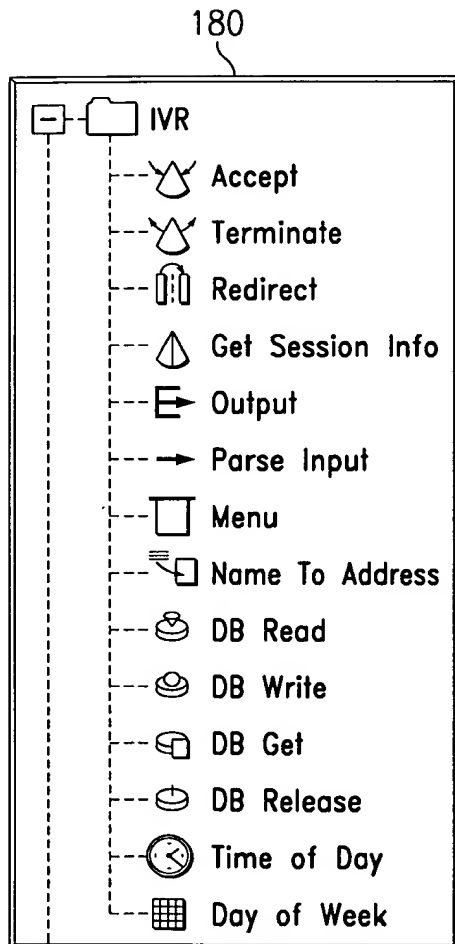 180
IVR
Accept
Terminate
Redirect
Get Session Info
Output
Parse Input
Menu
Name To Address
DB Read
DB Write
DB Get
DB Release
Time of Day
Day of Week